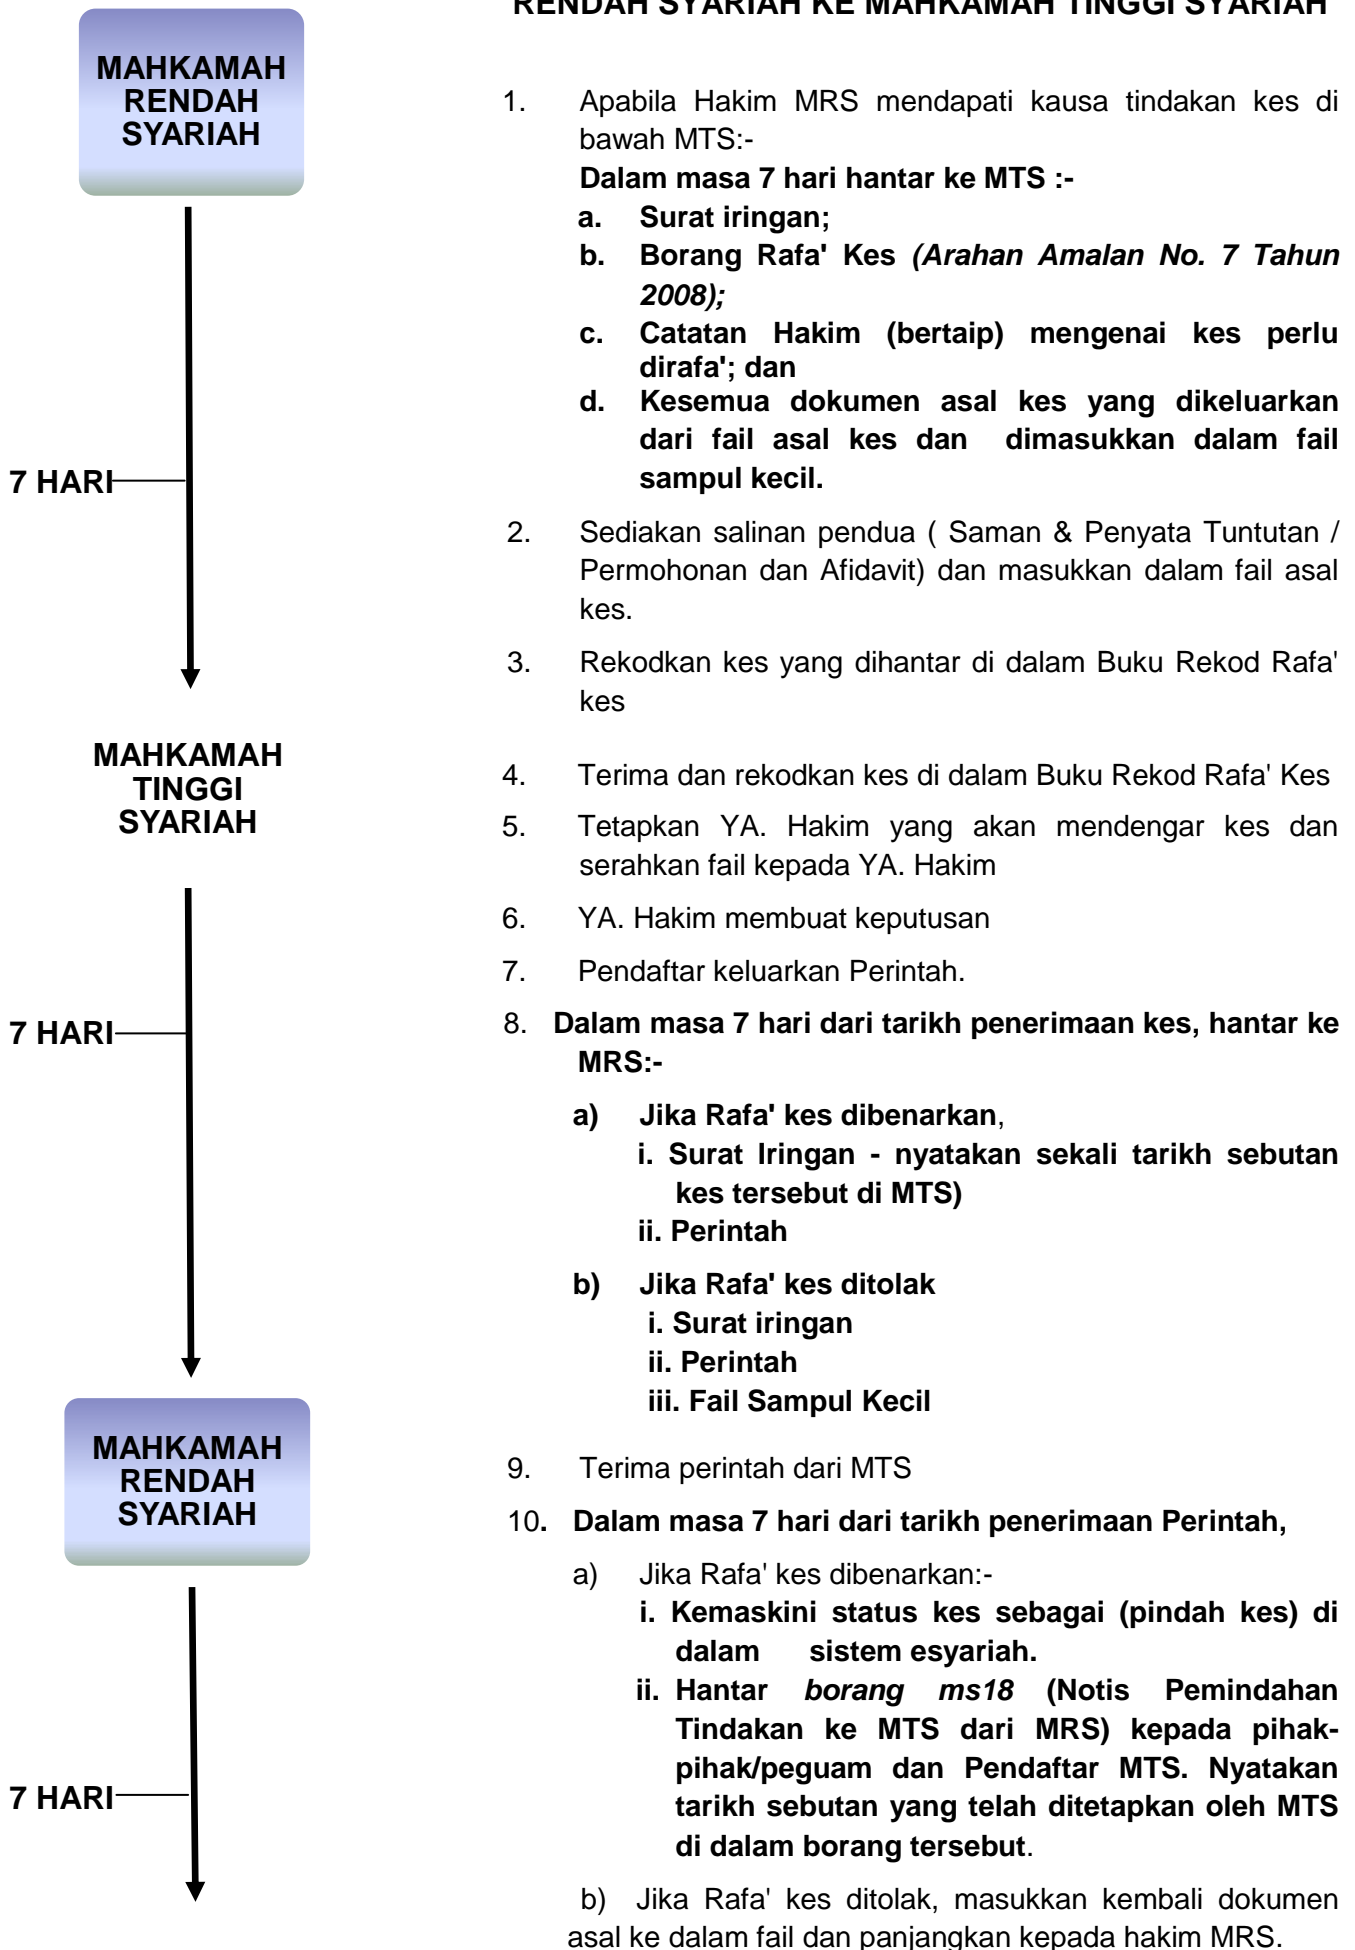 RENDAH SYARIAH KE MAHKAMAH TINGGI SYARIAH
MAHKAMAH
RENDAH
SYARIAH
1. Apabila Hakim MRS mendapati kausa tindakan kes di
bawah MTS:-
Dalam masa 7 hari hantar ke MTS :-
a. Surat iringan;
b. Borang Rafa' Kes (Arahan Amalan No. 7 Tahun
2008);
c. Catatan Hakim (bertaip) mengenai kes perlu
dirafa'; dan
d. Kesemua dokumen asal kes yang dikeluarkan
dari fail asal kes dan dimasukkan dalam fail
sampul kecil.
7 HARI
2. Sediakan salinan pendua ( Saman & Penyata Tuntutan /
Permohonan dan Afidavit) dan masukkan dalam fail asal
kes.
3. Rekodkan kes yang dihantar di dalam Buku Rekod Rafa'
kes
MAHKAMAH
TINGGI
SYARIAH
4. Terima dan rekodkan kes di dalam Buku Rekod Rafa' Kes
5. Tetapkan YA. Hakim yang akan mendengar kes dan
serahkan fail kepada YA. Hakim
6. YA. Hakim membuat keputusan
7. Pendaftar keluarkan Perintah.
7 HARI
8. Dalam masa 7 hari dari tarikh penerimaan kes, hantar ke
MRS:-
a) Jika Rafa' kes dibenarkan,
i. Surat Iringan - nyatakan sekali tarikh sebutan
kes tersebut di MTS)
ii. Perintah
b) Jika Rafa' kes ditolak
i. Surat iringan
ii. Perintah
iii. Fail Sampul Kecil
MAHKAMAH
RENDAH
SYARIAH
9. Terima perintah dari MTS
10. Dalam masa 7 hari dari tarikh penerimaan Perintah,
a) Jika Rafa' kes dibenarkan:-
i. Kemaskini status kes sebagai (pindah kes) di
dalam sistem esyariah.
ii. Hantar borang ms18 (Notis Pemindahan
Tindakan ke MTS dari MRS) kepada pihak-
pihak/peguam dan Pendaftar MTS. Nyatakan
tarikh sebutan yang telah ditetapkan oleh MTS
di dalam borang tersebut.
7 HARI
b) Jika Rafa' kes ditolak, masukkan kembali dokumen
asal ke dalam fail dan panjangkan kepada hakim MRS.